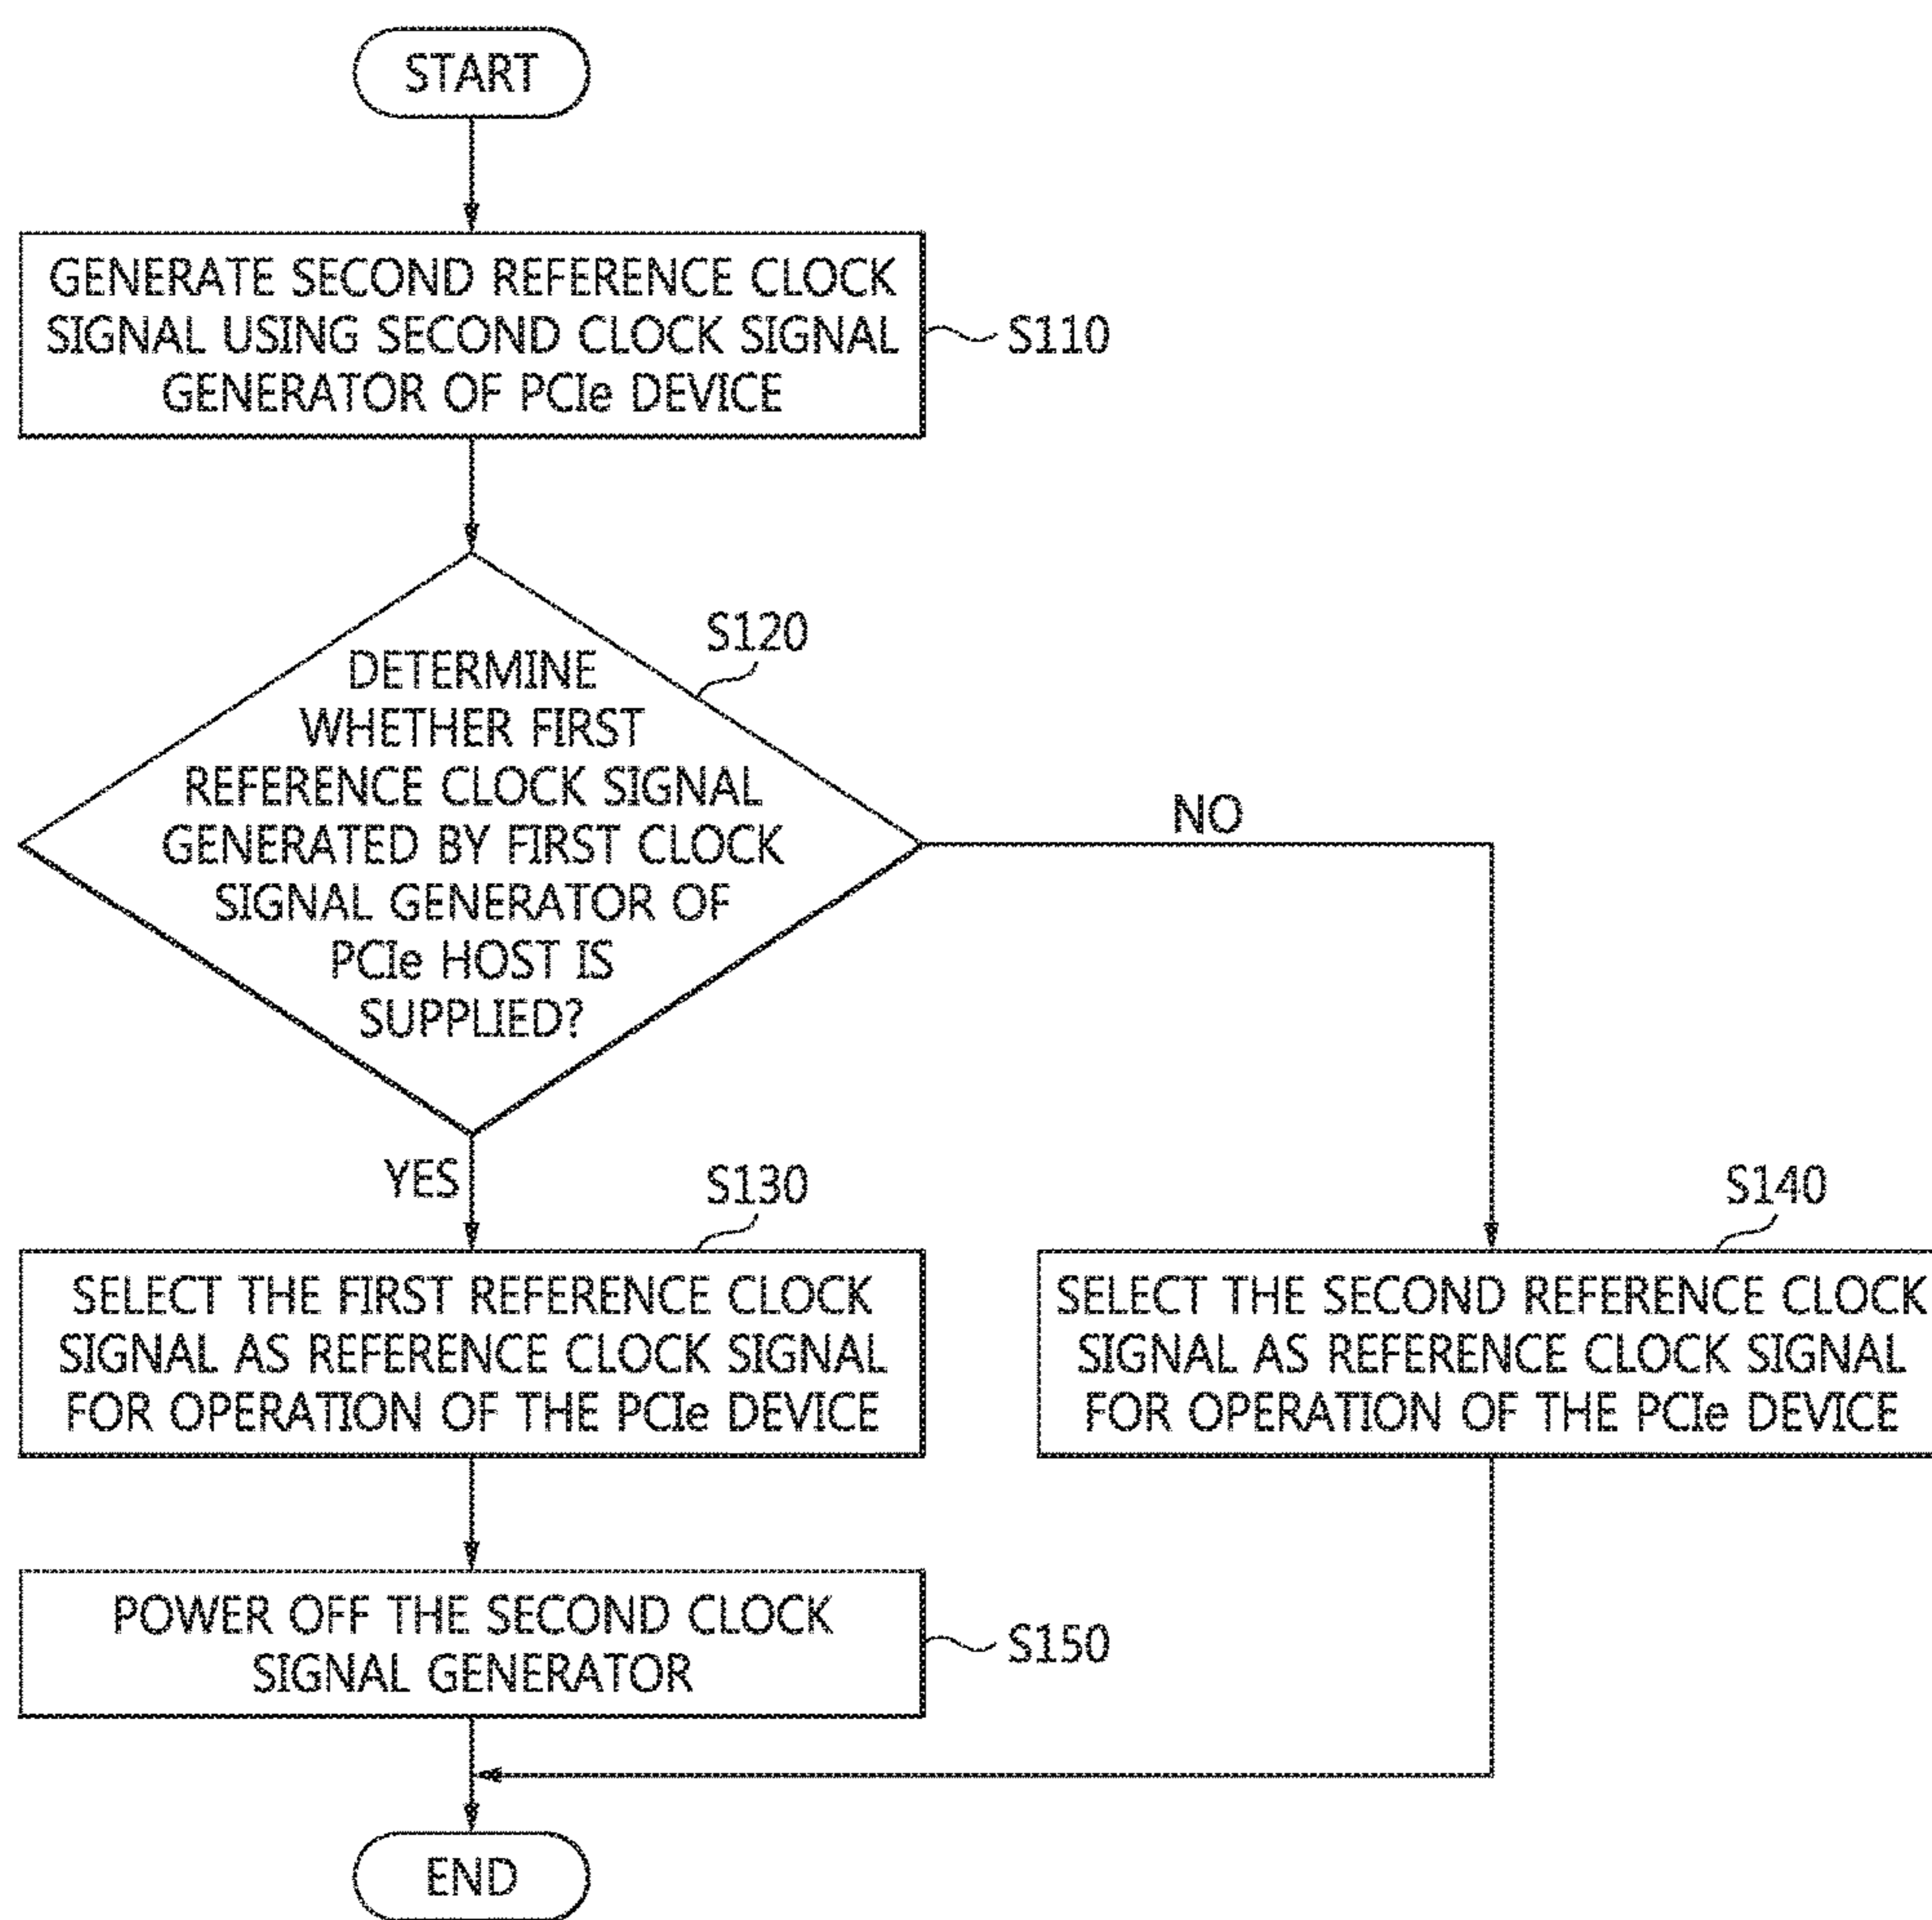 START
GENERATE SECOND REFERENCE CLOCK
SIGNAL USING SECOND CLOCK SIGNAL
GENERATOR OF PCIe DEVICE
S110
S120
DETERMINE
WHETHER FIRST
REFERENCE CLOCK SIGNAL
GENERATED BY FIRST CLOCK
SIGNAL GENERATOR OF
PCIe HOST IS
SUPPLIED?
NO
YES
S130
SELECT THE FIRST REFERENCE CLOCK
SIGNAL AS REFERENCE CLOCK SIGNAL
FOR OPERATION OF THE PCIe DEVICE
S140
SELECT THE SECOND REFERENCE CLOCK
SIGNAL AS REFERENCE CLOCK SIGNAL
FOR OPERATION OF THE PCIe DEVICE
POWER OFF THE SECOND CLOCK
SIGNAL GENERATOR
S150
END